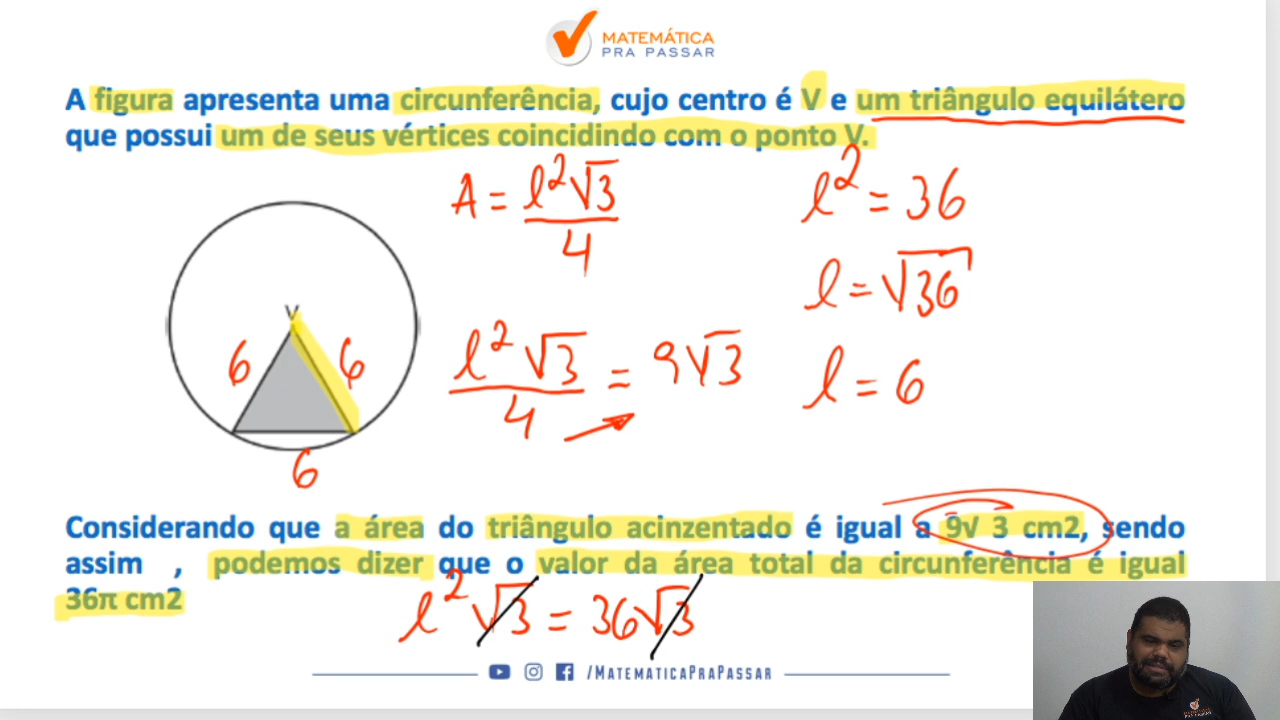 MATEMÁTICA
PRA PASSAR
A figura apresenta uma circunferência, cujo centro é V e um triângulo equilátero
que possui um de seus vértices coincidindo com o ponto V.
A = l²√3/4
l² = 36
l = √36
V
6
6
l²√3/4 = 9√3
l = 6
6
Considerando que a área do triângulo acinzentado é igual a 9√ 3 cm2, sendo
assim , podemos dizer que o valor da área total da circunferência é igual
36π cm2
l²√3 = 36√3
/MATEMATICAPRAPASSAR
MATEMÁTICA
PRA PASSAR